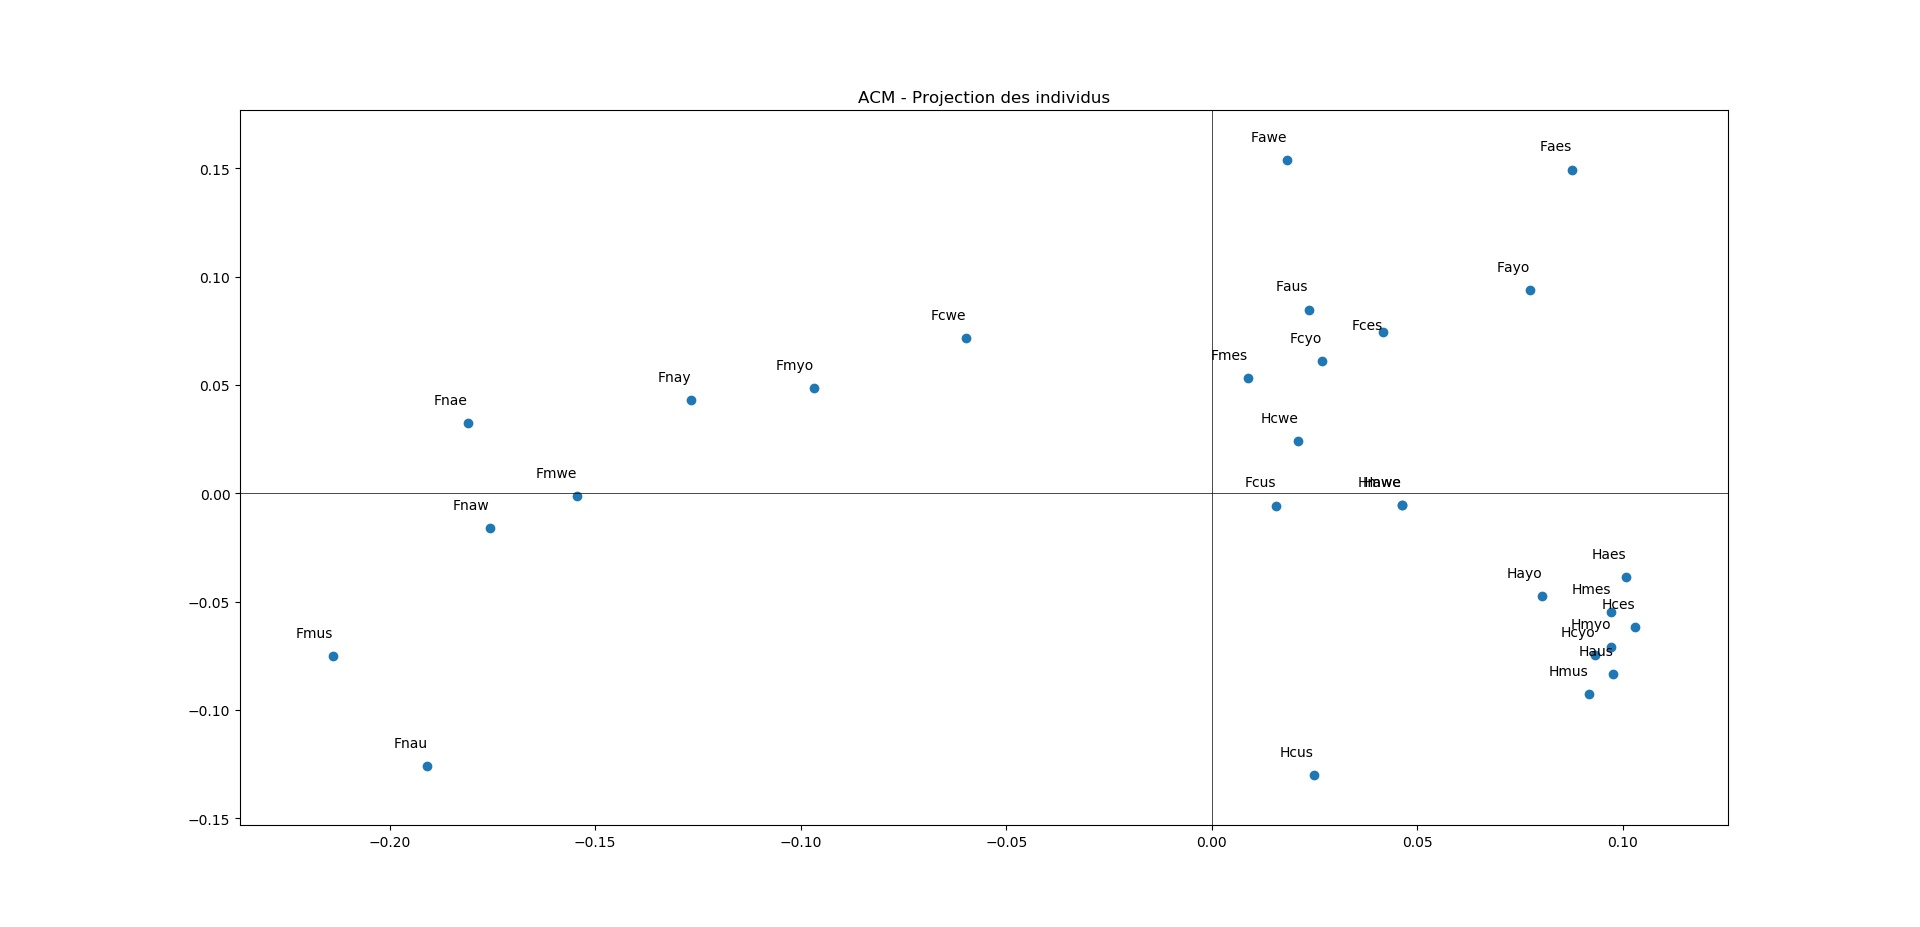 ACM - Projection des individus
Fawe
Faes
0.15
Fayo
0.10
Faus
Fcwe
Fces
Fcyo
Fmes
Fmyo
Fnay
0.05
Fnae
Hcwe
Fmwe
Fcus
0.00
Fnaw
Haes
Hayo
Hmes
−0.05
Hces
Hmyo
Hcyo
Fmus
Haus
Hmus
−0.10
Fnau
Hcus
−0.15
−0.20 −0.15 −0.10 −0.05 0.00 0.05 0.10